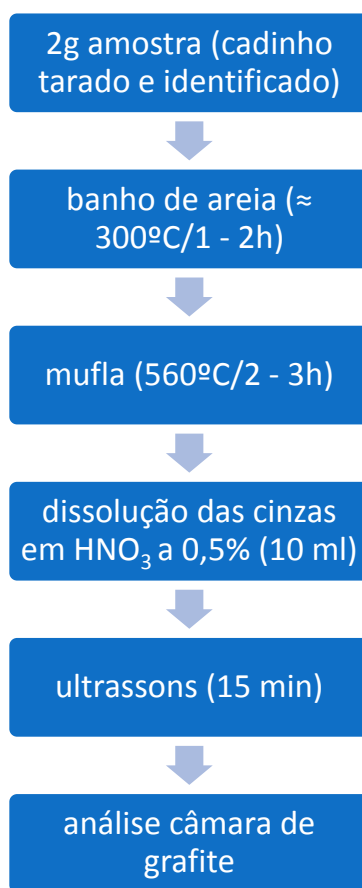 2g amostra (cadinho
tarado e identificado)
banho de areia (≈
300ºC/1 - 2h)
mufla (560ºC/2 - 3h)
dissolução das cinzas
em HNO₃ a 0,5% (10 ml)
ultrassons (15 min)
análise câmara de
grafite